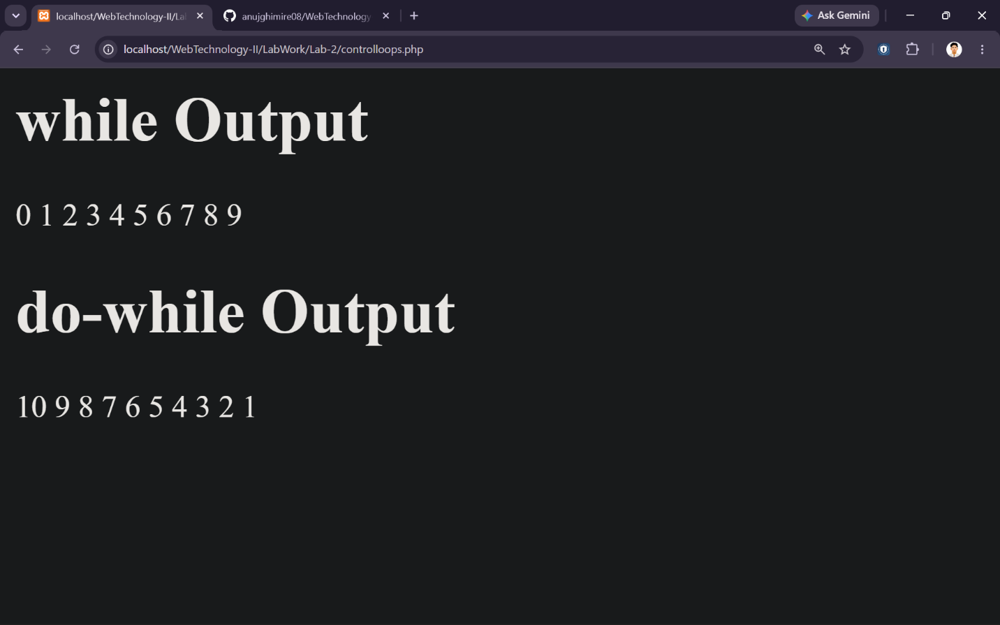 localhost/WebTechnology-II/La
anujghimire08/WebTechnology
Ask Gemini
localhost/WebTechnology-II/LabWork/Lab-2/controlloops.php
while Output
0 1 2 3 4 5 6 7 8 9
do-while Output
10 9 8 7 6 5 4 3 2 1